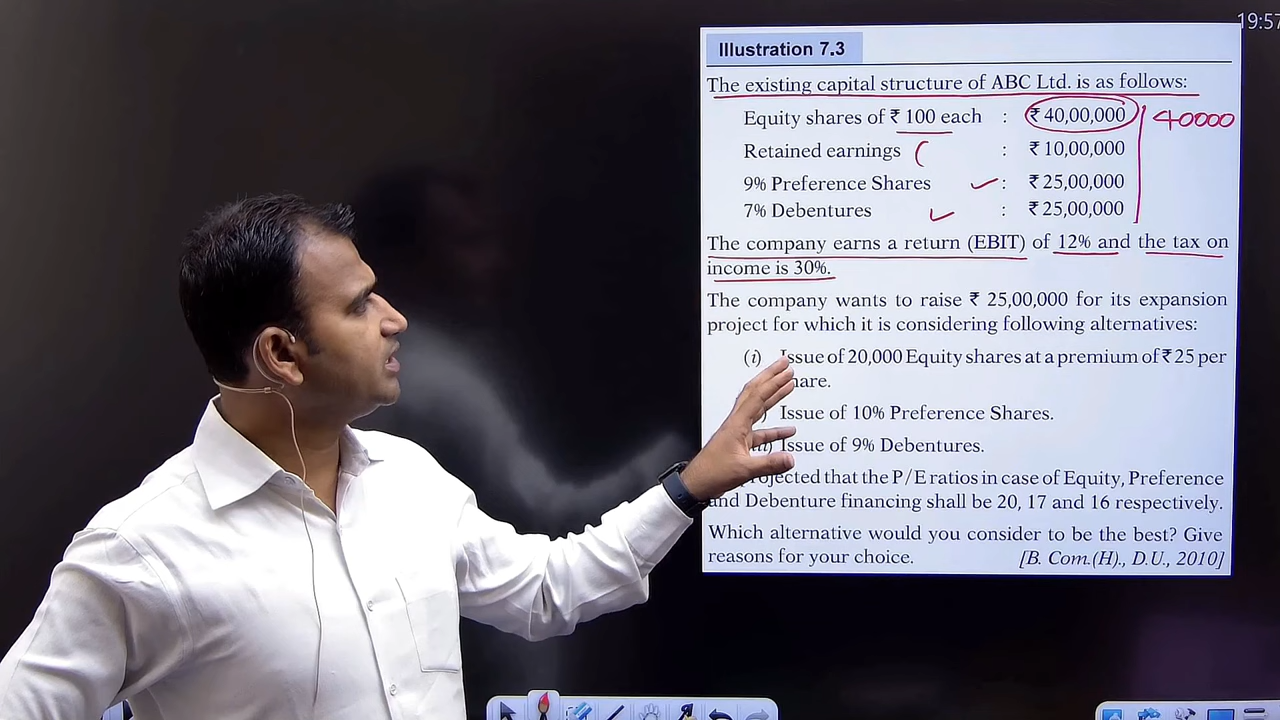 19:57
Illustration 7.3
The existing capital structure of ABC Ltd. is as follows:
Equity shares of ₹ 100 each : ₹ 40,00,000 40000
Retained earnings : ₹ 10,00,000
9% Preference Shares : ₹ 25,00,000
7% Debentures : ₹ 25,00,000
The company earns a return (EBIT) of 12% and the tax on
income is 30%.
The company wants to raise ₹ 25,00,000 for its expansion
project for which it is considering following alternatives:
(i) Issue of 20,000 Equity shares at a premium of ₹ 25 per
Issue of 10% Preference Shares.
Issue of 9% Debentures.
that the P/E ratios in case of Equity, Preference
and Debenture financing shall be 20, 17 and 16 respectively.
Which alternative would you consider to be the best? Give
reasons for your choice. [B. Com.(H)., D.U., 2010]